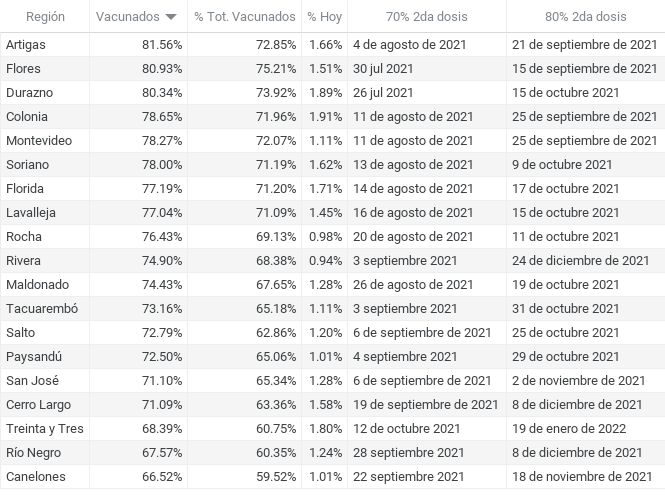 Región Vacunados % Tot. Vacunados % Hoy 70% 2da dosis 80% 2da dosis
Artigas 81.56% 72.85% 1.66% 4 de agosto de 2021 21 de septiembre de 2021
Flores 80.93% 75.21% 1.51% 30 jul 2021 15 de septiembre de 2021
Durazno 80.34% 73.92% 1.89% 26 jul 2021 15 de octubre 2021
Colonia 78.65% 71.96% 1.91% 11 de agosto de 2021 25 de septiembre de 2021
Montevideo 78.27% 72.07% 1.11% 11 de agosto de 2021 25 de septiembre de 2021
Soriano 78.00% 71.19% 1.62% 13 de agosto de 2021 9 de octubre 2021
Florida 77.19% 71.20% 1.71% 14 de agosto de 2021 17 de octubre 2021
Lavalleja 77.04% 71.09% 1.45% 16 de agosto de 2021 15 de octubre 2021
Rocha 76.43% 69.13% 0.98% 20 de agosto de 2021 11 de octubre 2021
Rivera 74.90% 68.38% 0.94% 3 septiembre 2021 24 de diciembre de 2021
Maldonado 74.43% 67.65% 1.28% 26 de agosto de 2021 19 de octubre 2021
Tacuarembó 73.16% 65.18% 1.11% 3 septiembre 2021 31 de octubre 2021
Salto 72.79% 62.86% 1.20% 6 de septiembre de 2021 25 de octubre 2021
Paysandú 72.50% 65.06% 1.01% 4 septiembre 2021 29 de octubre 2021
San José 71.10% 65.34% 1.28% 6 de septiembre de 2021 2 de noviembre de 2021
Cerro Largo 71.09% 63.36% 1.58% 19 de septiembre de 2021 8 de diciembre de 2021
Treinta y Tres 68.39% 60.75% 1.80% 12 de octubre 2021 19 de enero de 2022
Río Negro 67.57% 60.35% 1.24% 28 septiembre 2021 8 de diciembre de 2021
Canelones 66.52% 59.52% 1.01% 22 septiembre 2021 18 de noviembre de 2021